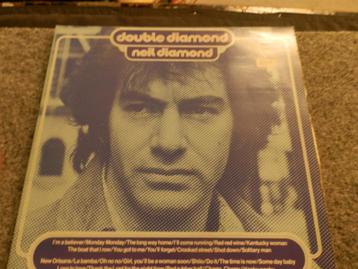 double diamond
neil diamond
I'm a believer/Monday Monday/The long way home/I'll come running/Red red wine/Kentucky woman
The boat that I row/You got to me/You'll forget/Crooked street/Shut down/Solitary man
New Orleans/La bamba/Oh no no/Girl, you'll be a woman soon/Shilo/Do it/The time is now/Some day baby